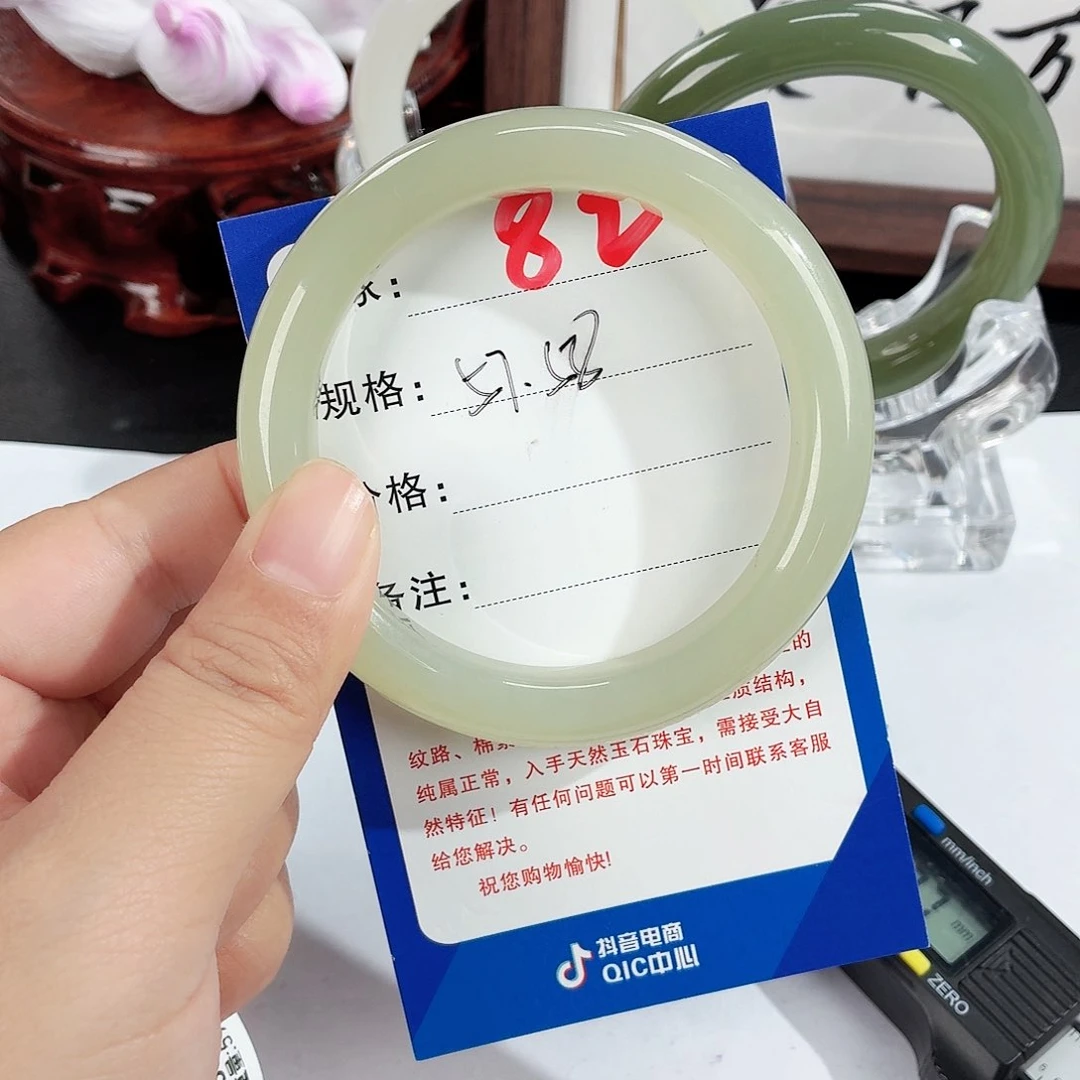 82
规格：
格：
备注：
质结构，
纹路、棉
纯属正常，入手天然玉石珠宝，需接受大自
然特征！有任何问题可以第一时间联系客服
给您解决。
祝您购物愉快!
抖音电商
QIC中心
mm/inch
mm
ZERO